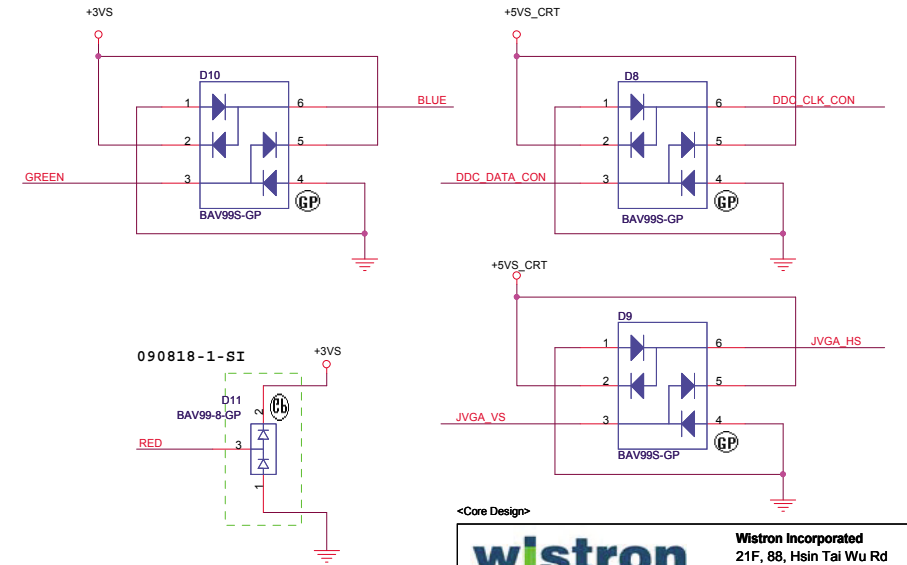 +3VS
+5VS_CRT
D10
D8
1
6
BLUE
1
6
DDC_CLK_CON
2
5
2
5
GREEN
3
4
DDC_DATA_CON
3
4
GP
GP
BAV99S-GP
BAV99S-GP
+5VS_CRT
D9
1
6
JVGA_HS
090818-1-SI
+3VS
2
5
D11
BAV99-8-GP
2
JVGA_VS
3
4
GP
RED
3
BAV99S-GP
1
<Core Design>
wistron
Wistron Incorporated
21F, 88, Hsin Tai Wu Rd